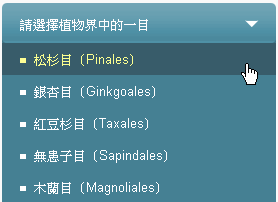 請選擇植物界中的一目
松杉目（Pinales）
銀杏目（Ginkgoales）
紅豆杉目（Taxales）
無患子目（Sapindales）
木蘭目（Magnoliales）